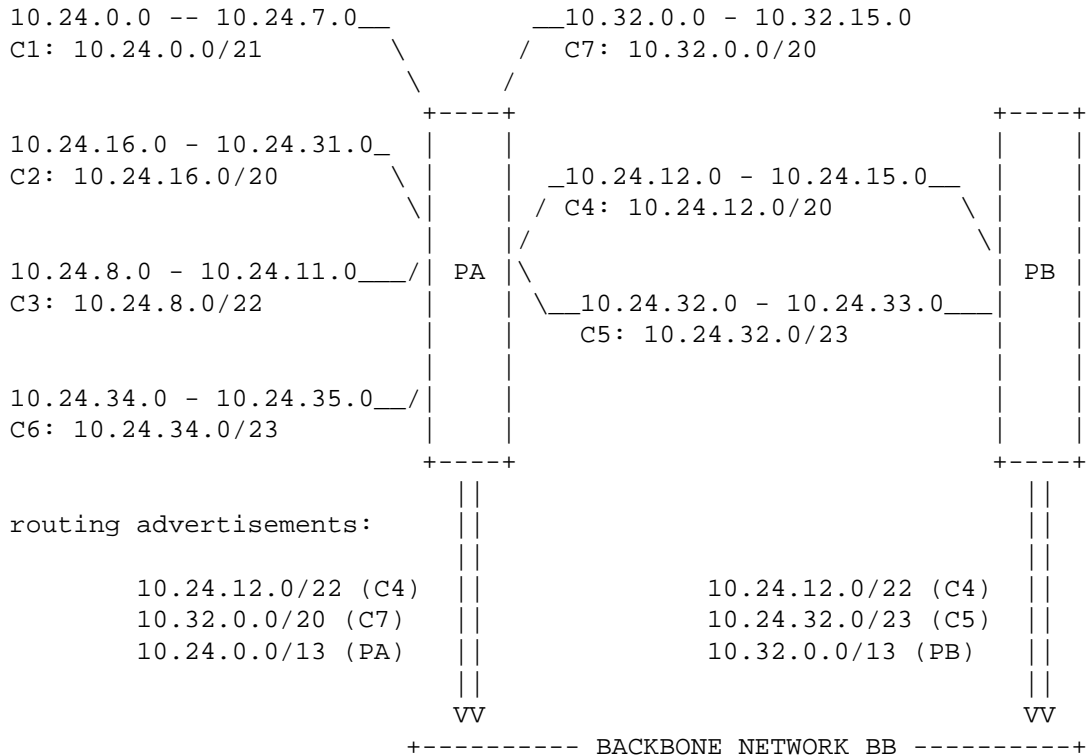 10.24.0.0 -- 10.24.7.0__ __10.32.0.0 - 10.32.15.0
C1: 10.24.0.0/21 \ / C7: 10.32.0.0/20
\ /
+----+ +----+
10.24.16.0 - 10.24.31.0_ | | | |
C2: 10.24.16.0/20 \ | | _10.24.12.0 - 10.24.15.0__ | |
\| | / C4: 10.24.12.0/20 \ | |
| |/ \| |
10.24.8.0 - 10.24.11.0___/| PA |\ | PB |
C3: 10.24.8.0/22 | | \__10.24.32.0 - 10.24.33.0___| |
| | C5: 10.24.32.0/23 | |
| | | |
10.24.34.0 - 10.24.35.0__/| | | |
C6: 10.24.34.0/23 | | | |
+----+ +----+
|| ||
routing advertisements: || ||
|| ||
10.24.12.0/22 (C4) || 10.24.12.0/22 (C4) ||
10.32.0.0/20 (C7) || 10.24.32.0/23 (C5) ||
10.24.0.0/13 (PA) || 10.32.0.0/13 (PB) ||
|| ||
VV VV
+---------- BACKBONE NETWORK BB ----------+